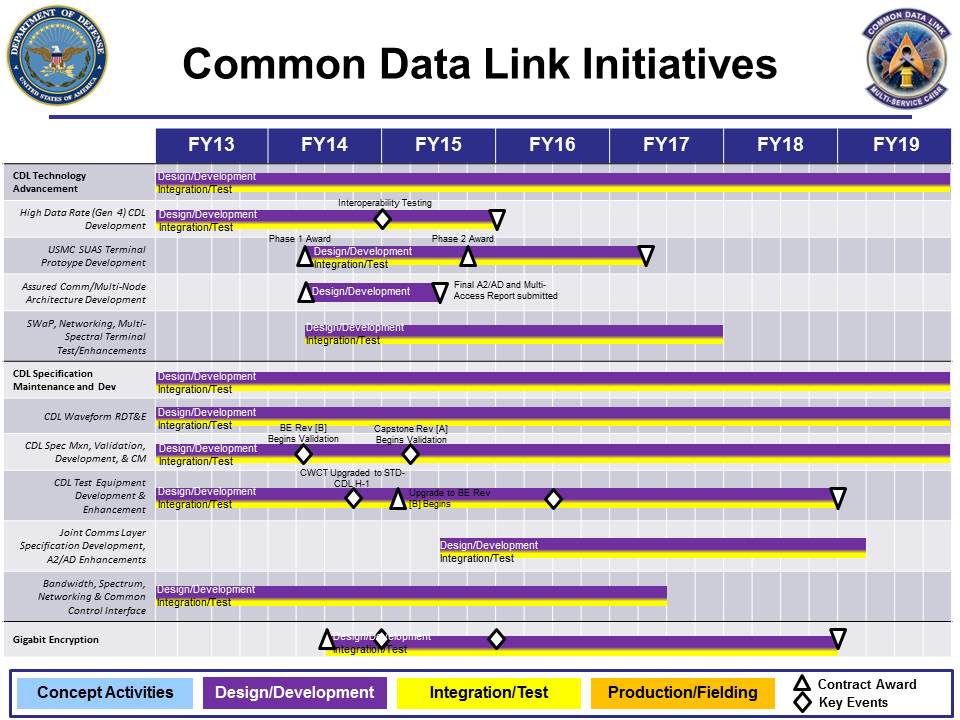 DEPARTMENT OF DEFENSE
UNITED STATES OF AMERICA
Common Data Link Initiatives
COMMON DATA LINK
MULTI-SERVICE C4ISR
FY13 FY14 FY15 FY16 FY17 FY18 FY19
CDL Technology
Advancement
Design/Development
Integration/Test
High Data Rate (Gen 4) CDL
Development
Design/Development
Integration/Test
Interoperability Testing
USMC SUAS Terminal
Protoype Development
Phase 1 Award
Phase 2 Award
Design/Development
Integration/Test
Assured Comm/Multi-Node
Architecture Development
Design/Development
Final A2/AD and Multi-
Access Report submitted
SWaP, Networking, Multi-
Spectral Terminal
Test/Enhancements
Design/Development
Integration/Test
CDL Specification
Maintenance and Dev
Design/Development
Integration/Test
CDL Waveform RDT&E
Design/Development
Integration/Test
CDL Spec Mxn, Validation,
Development, & CM
BE Rev [B]
Begins Validation
Capstone Rev [A]
Begins Validation
Design/Development
Integration/Test
CDL Test Equipment
Development &
Enhancement
CWCT Upgraded to STD-
CDL H-1
Design/Development
Integration/Test
Upgrade to BE Rev
[B] Begins
Joint Comms Layer
Specification Development,
A2/AD Enhancements
Design/Development
Integration/Test
Bandwidth, Spectrum,
Networking & Common
Control Interface
Design/Development
Integration/Test
Gigabit Encryption
Design/Development
Integration/Test
Concept Activities
Design/Development
Integration/Test
Production/Fielding
Contract Award
Key Events